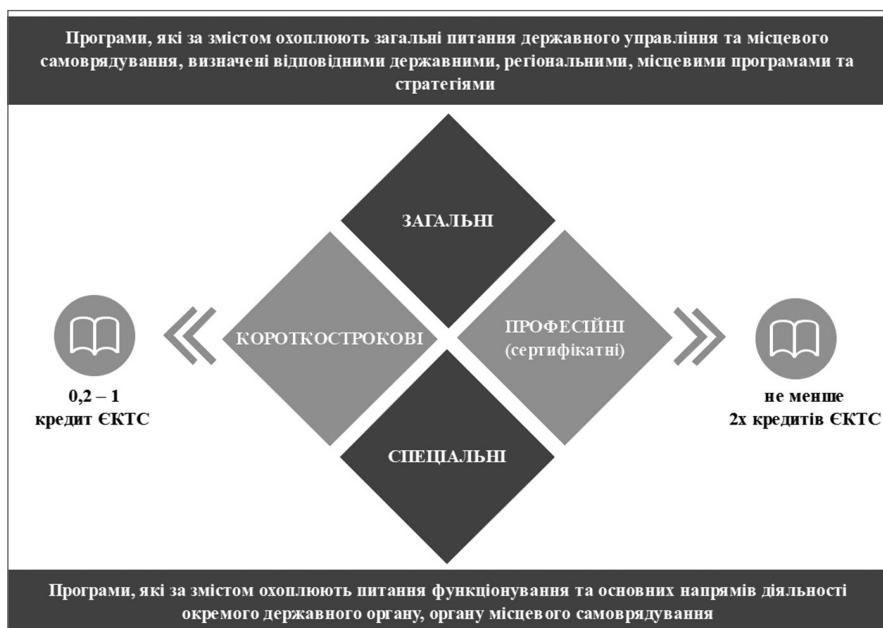 Програми, які за змістом охоплюють загальні питання державного управління та місцевого
самоврядування, визначені відповідними державними, регіональними, місцевими програмами та
стратегіями
ЗАГАЛЬНІ
КОРОТКОСТРОКОВІ
ПРОФЕСІЙНІ
(сертифікатні)
0,2 – 1
кредит ЄКТС
не менше
2х кредитів ЄКТС
СПЕЦІАЛЬНІ
Програми, які за змістом охоплюють питання функціонування та основних напрямів діяльності
окремого державного органу, органу місцевого самоврядування